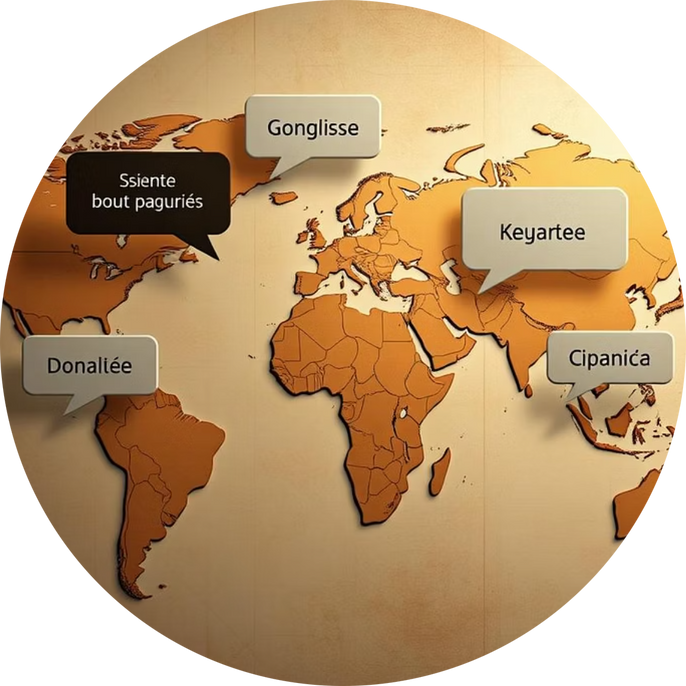 Gonglisse
Ssiente
bout paguriés
Keyartee
Donaliée
Cipanića